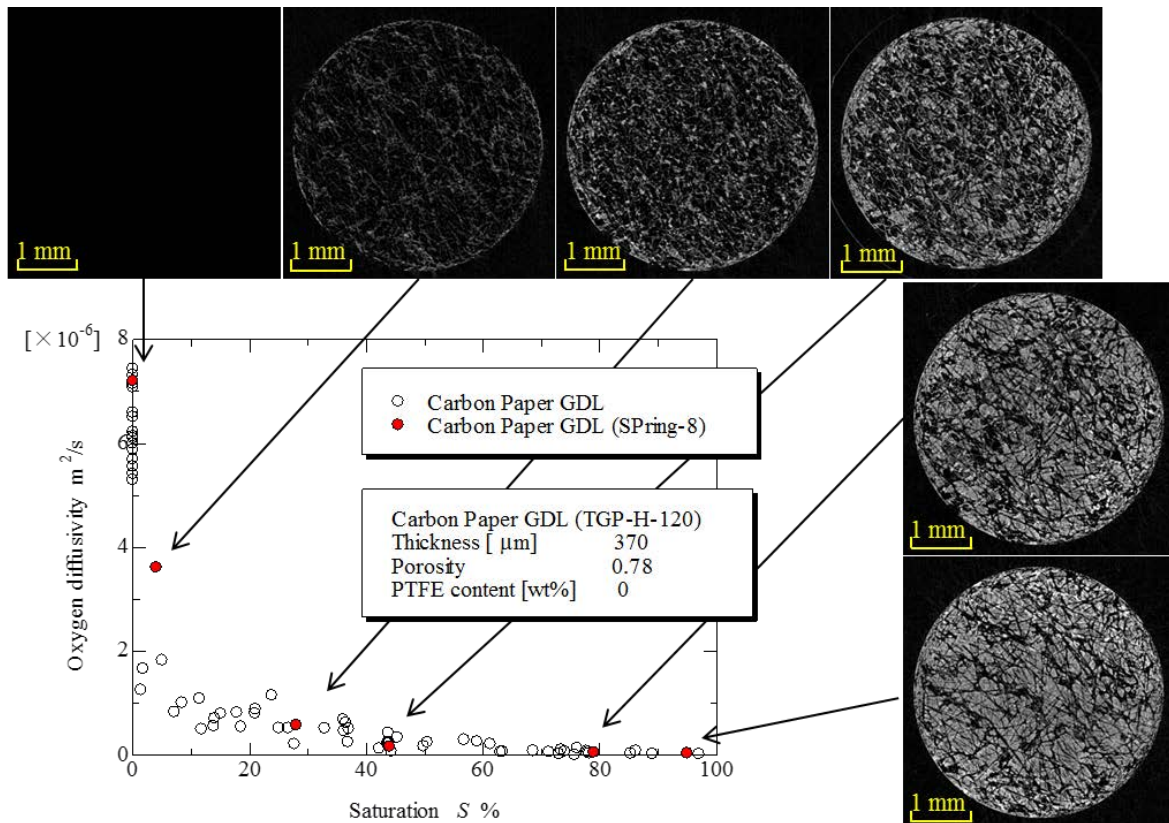 1 mm
1 mm
1 mm
1 mm
[×10⁻⁶]
8
6
4
2
0
Oxygen diffusivity m²/s
Carbon Paper GDL
Carbon Paper GDL (SPring-8)
Carbon Paper GDL (TGP-H-120)
Thickness [ µm] 370
Porosity 0.78
PTFE content [wt%] 0
0 20 40 60 80 100
Saturation S %
1 mm
1 mm